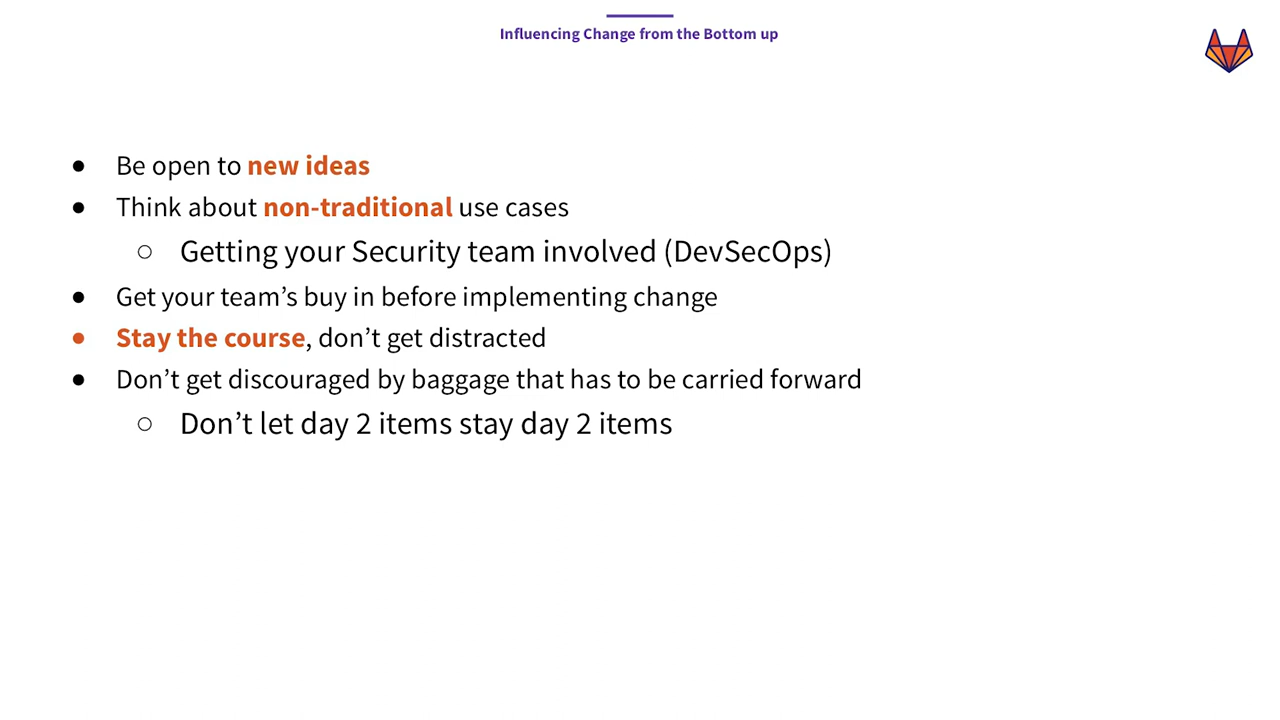 Influencing Change from the Bottom up
● Be open to new ideas
● Think about non-traditional use cases
○ Getting your Security team involved (DevSecOps)
● Get your team’s buy in before implementing change
● Stay the course, don’t get distracted
● Don’t get discouraged by baggage that has to be carried forward
○ Don’t let day 2 items stay day 2 items